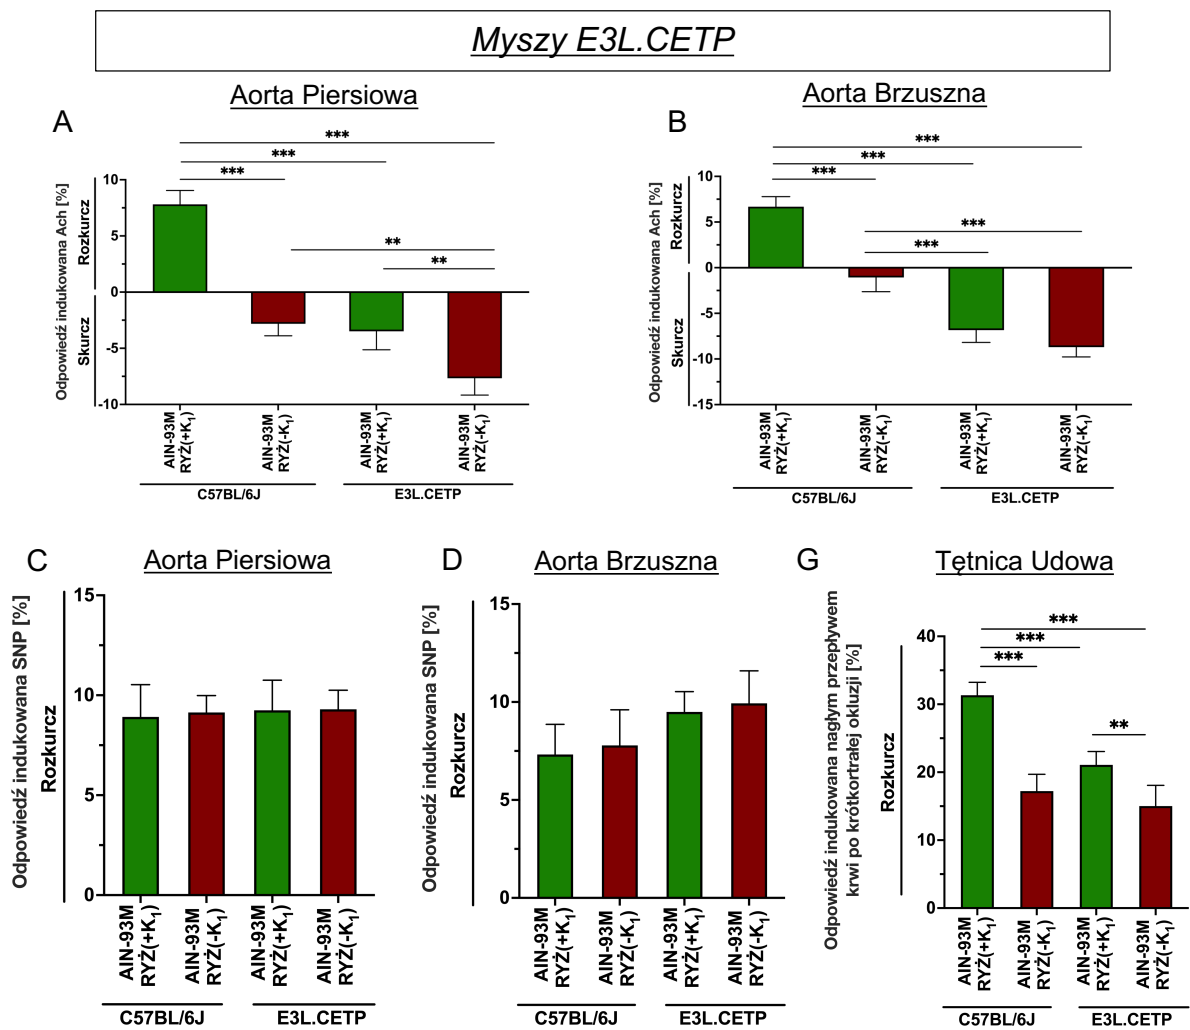 Myszy E3L.CETP
Aorta Piersiowa
A
***
***
***
**
**
Odpowiedź indukowana Ach [%]
Skurcz
Rozkurcz
10
5
0
-5
-10
AIN-93M
RYŻ(+K₁)
AIN-93M
RYŻ(-K₁)
AIN-93M
RYŻ(+K₁)
AIN-93M
RYŻ(-K₁)
C57BL/6J
E3L.CETP
Aorta Brzuszna
B
***
***
***
***
***
Odpowiedź indukowana Ach [%]
Skurcz
Rozkurcz
10
5
0
-5
-10
-15
AIN-93M
RYŻ(+K₁)
AIN-93M
RYŻ(-K₁)
AIN-93M
RYŻ(+K₁)
AIN-93M
RYŻ(-K₁)
C57BL/6J
E3L.CETP
C
Aorta Piersiowa
Odpowiedź indukowana SNP [%]
Rozkurcz
15
10
5
0
AIN-93M
RYŻ(+K₁)
AIN-93M
RYŻ(-K₁)
AIN-93M
RYŻ(+K₁)
AIN-93M
RYŻ(-K₁)
C57BL/6J
E3L.CETP
D
Aorta Brzuszna
Odpowiedź indukowana SNP [%]
Rozkurcz
15
10
5
0
AIN-93M
RYŻ(+K₁)
AIN-93M
RYŻ(-K₁)
AIN-93M
RYŻ(+K₁)
AIN-93M
RYŻ(-K₁)
C57BL/6J
E3L.CETP
G
Tętnica Udowa
Odpowiedź indukowana nagłym przepływem
krwi po krótkortrałej okluzji [%]
Rozkurcz
***
***
***
**
40
30
20
10
0
AIN-93M
RYŻ(+K₁)
AIN-93M
RYŻ(-K₁)
AIN-93M
RYŻ(+K₁)
AIN-93M
RYŻ(-K₁)
C57BL/6J
E3L.CETP